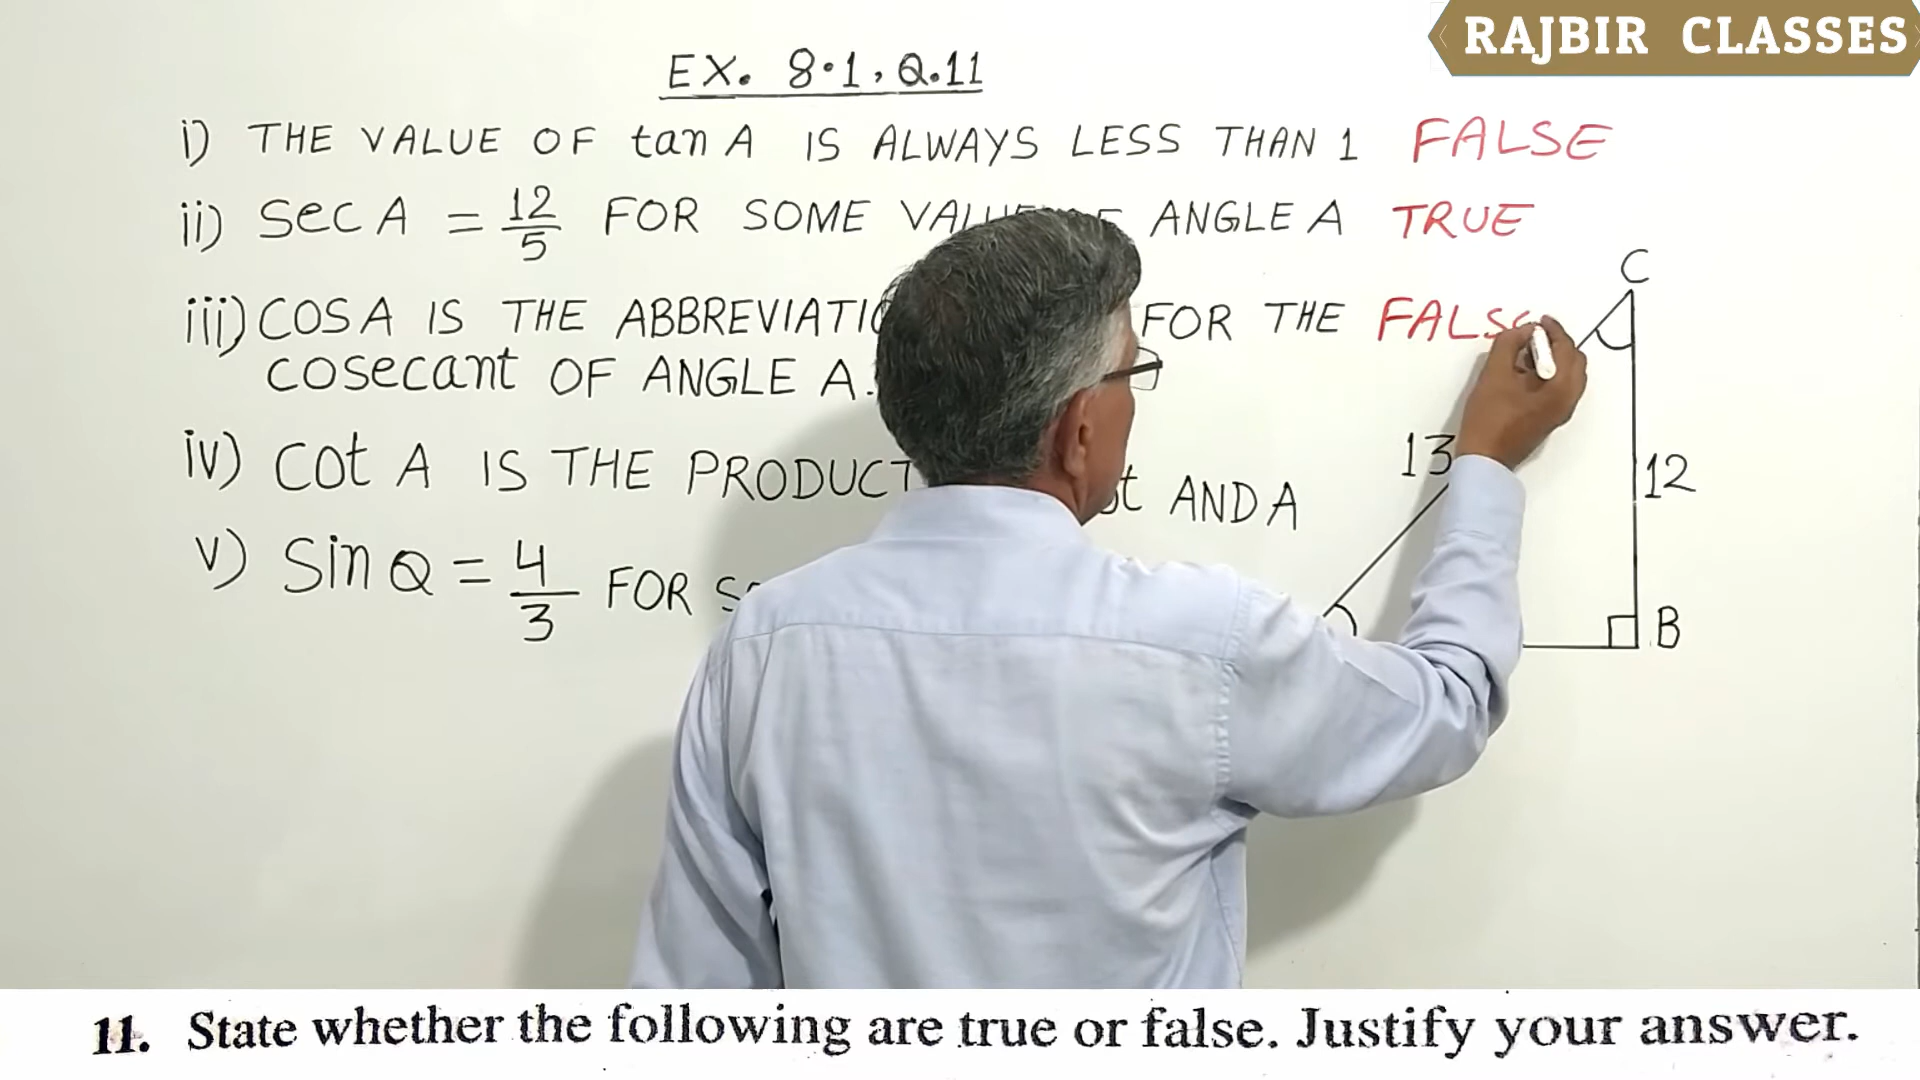 RAJBIR CLASSES
EX. 8.1, Q.11
i) THE VALUE OF tan A IS ALWAYS LESS THAN 1 FALSE
ii) Sec A = 12/5 FOR SOME ANGLE A TRUE
C
iii) COS A IS THE FOR THE FALSE
cosecant OF ANGLE A.
13
12
iv) Cot A IS THE PRODUCT AND A
v) Sin Q = 4/3 FOR
B
11. State whether the following are true or false. Justify your answer.